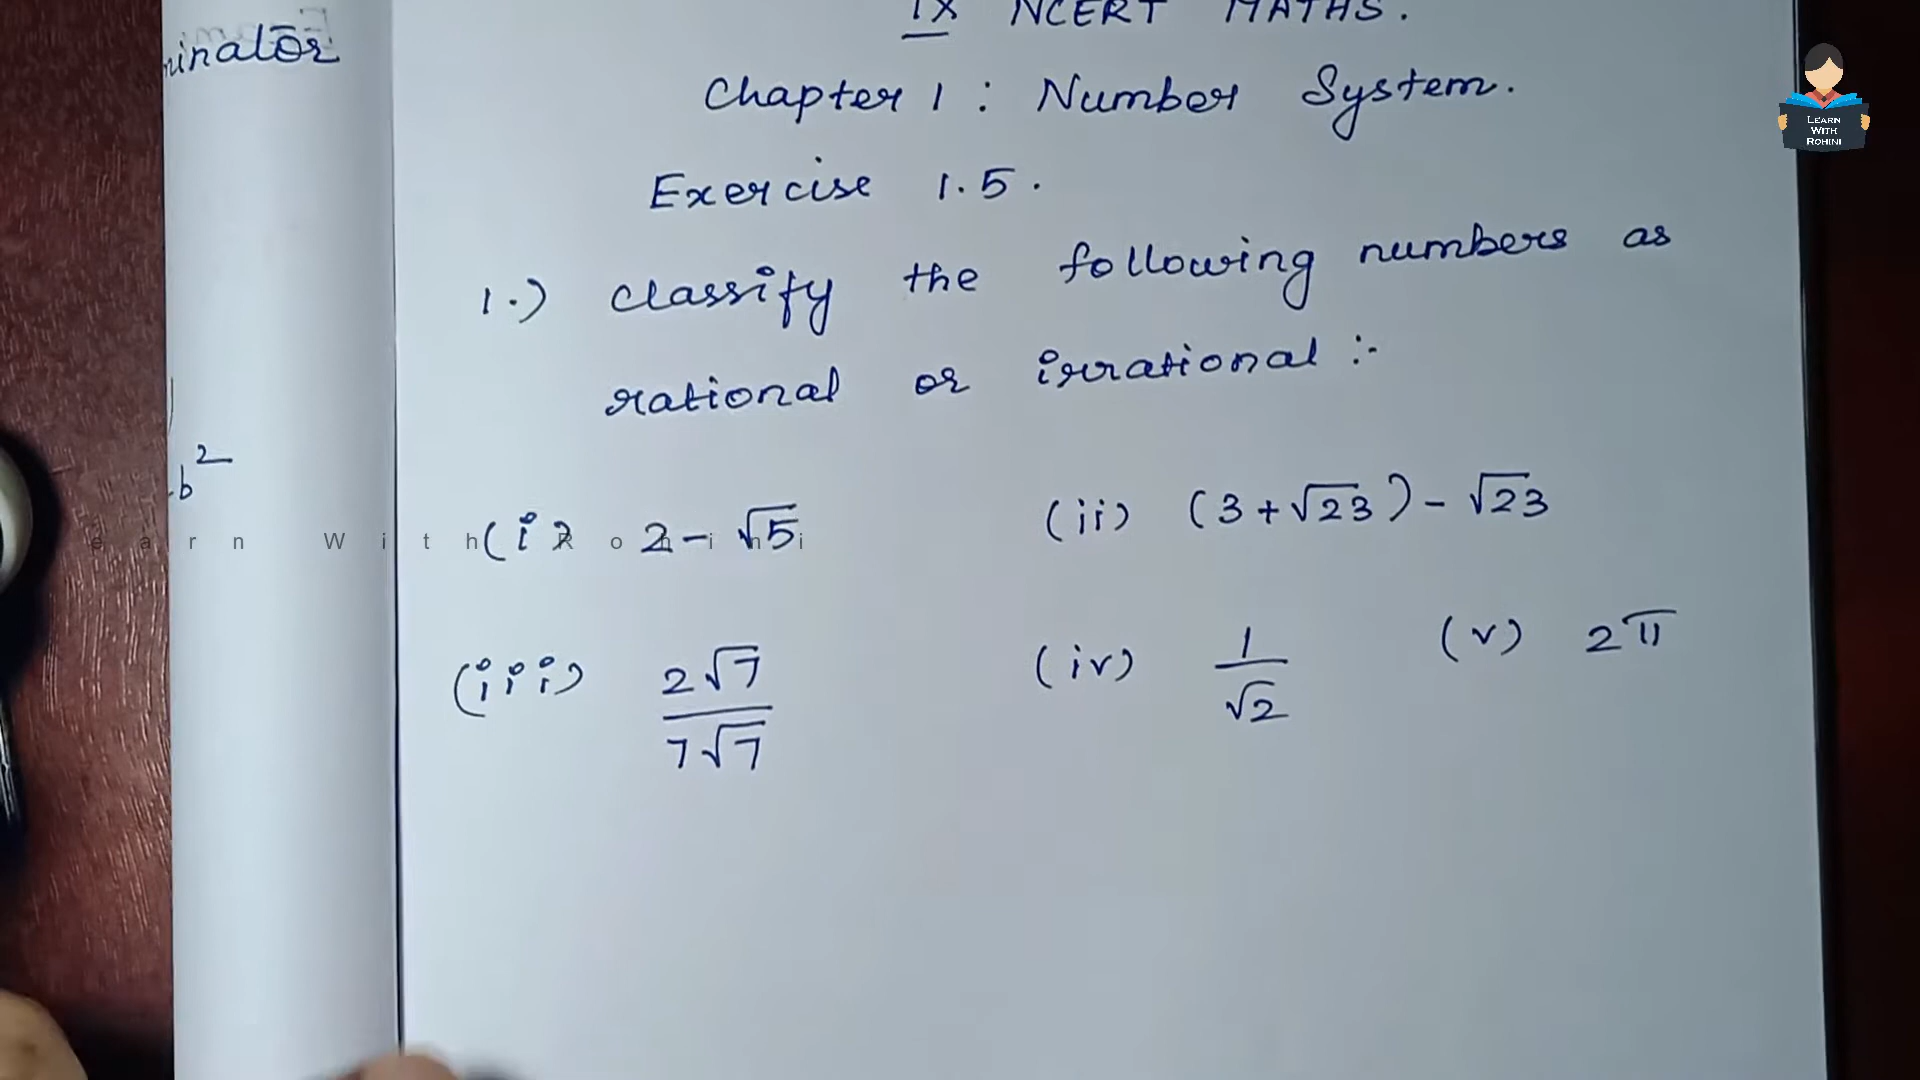 IX NCERT MATHS.
Chapter 1 : Number System.
Exercise 1.5.
1.) Classify the following numbers as
rational or irrational :-
(i) 2 - √5 (ii) (3 + √23) - √23
(iii) 2√7 / 7√7 (iv) 1 / √2 (v) 2π
b²
LEARN
WITH
ROHINI
earn With Rohini